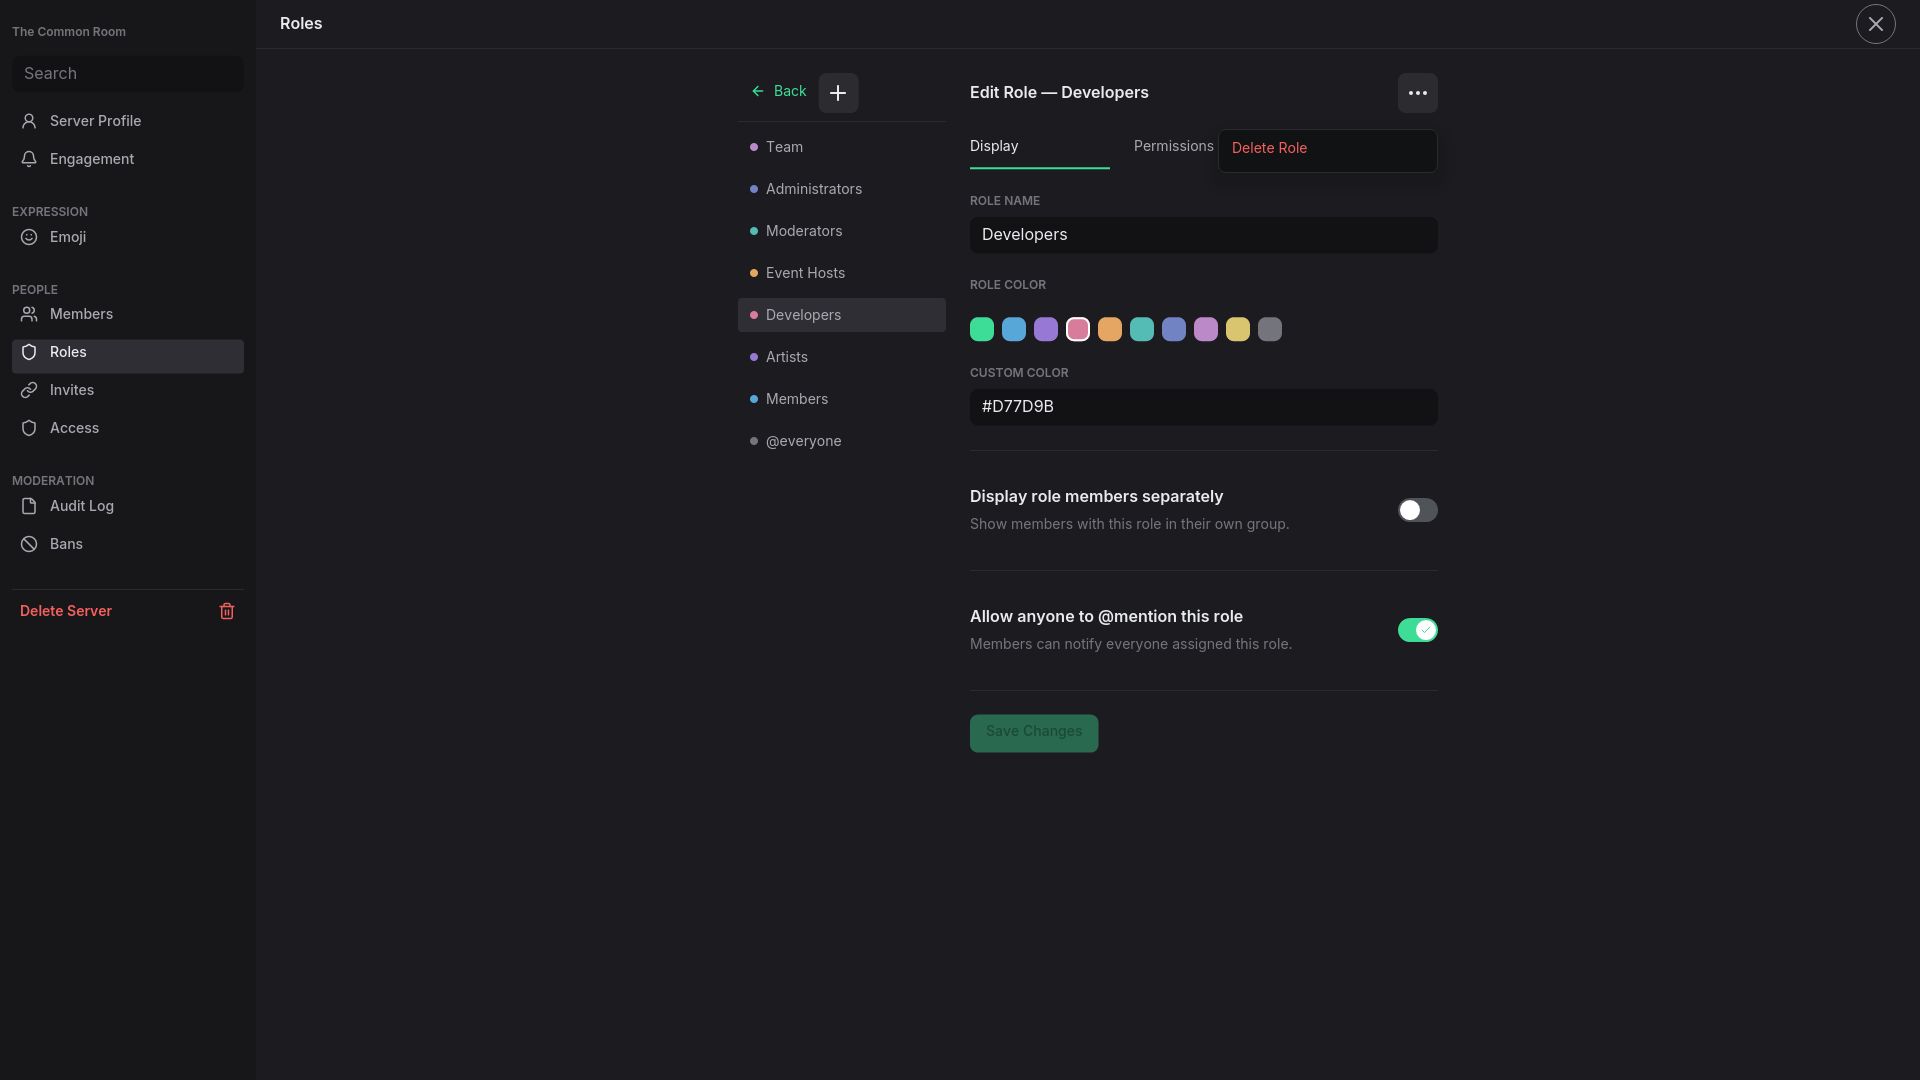 The Common Room
Search
Server Profile
Engagement
EXPRESSION
Emoji
PEOPLE
Members
Roles
Invites
Access
MODERATION
Audit Log
Bans
Delete Server
Roles
Back
Team
Administrators
Moderators
Event Hosts
Developers
Artists
Members
@everyone
Edit Role — Developers
Display
Permissions
Delete Role
ROLE NAME
Developers
ROLE COLOR
CUSTOM COLOR
#D77D9B
Display role members separately
Show members with this role in their own group.
Allow anyone to @mention this role
Members can notify everyone assigned this role.
Save Changes